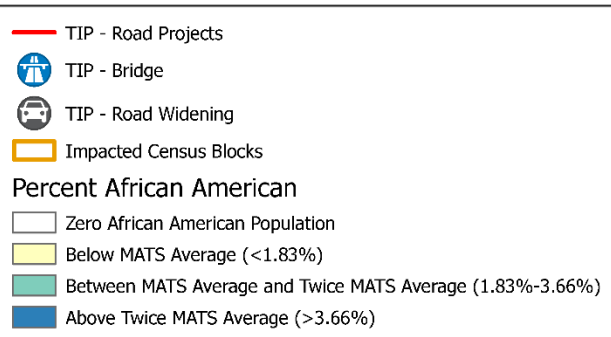 TIP - Road Projects
TIP - Bridge
TIP - Road Widening
Impacted Census Blocks
Percent African American
Zero African American Population
Below MATS Average (<1.83%)
Between MATS Average and Twice MATS Average (1.83%-3.66%)
Above Twice MATS Average (>3.66%)